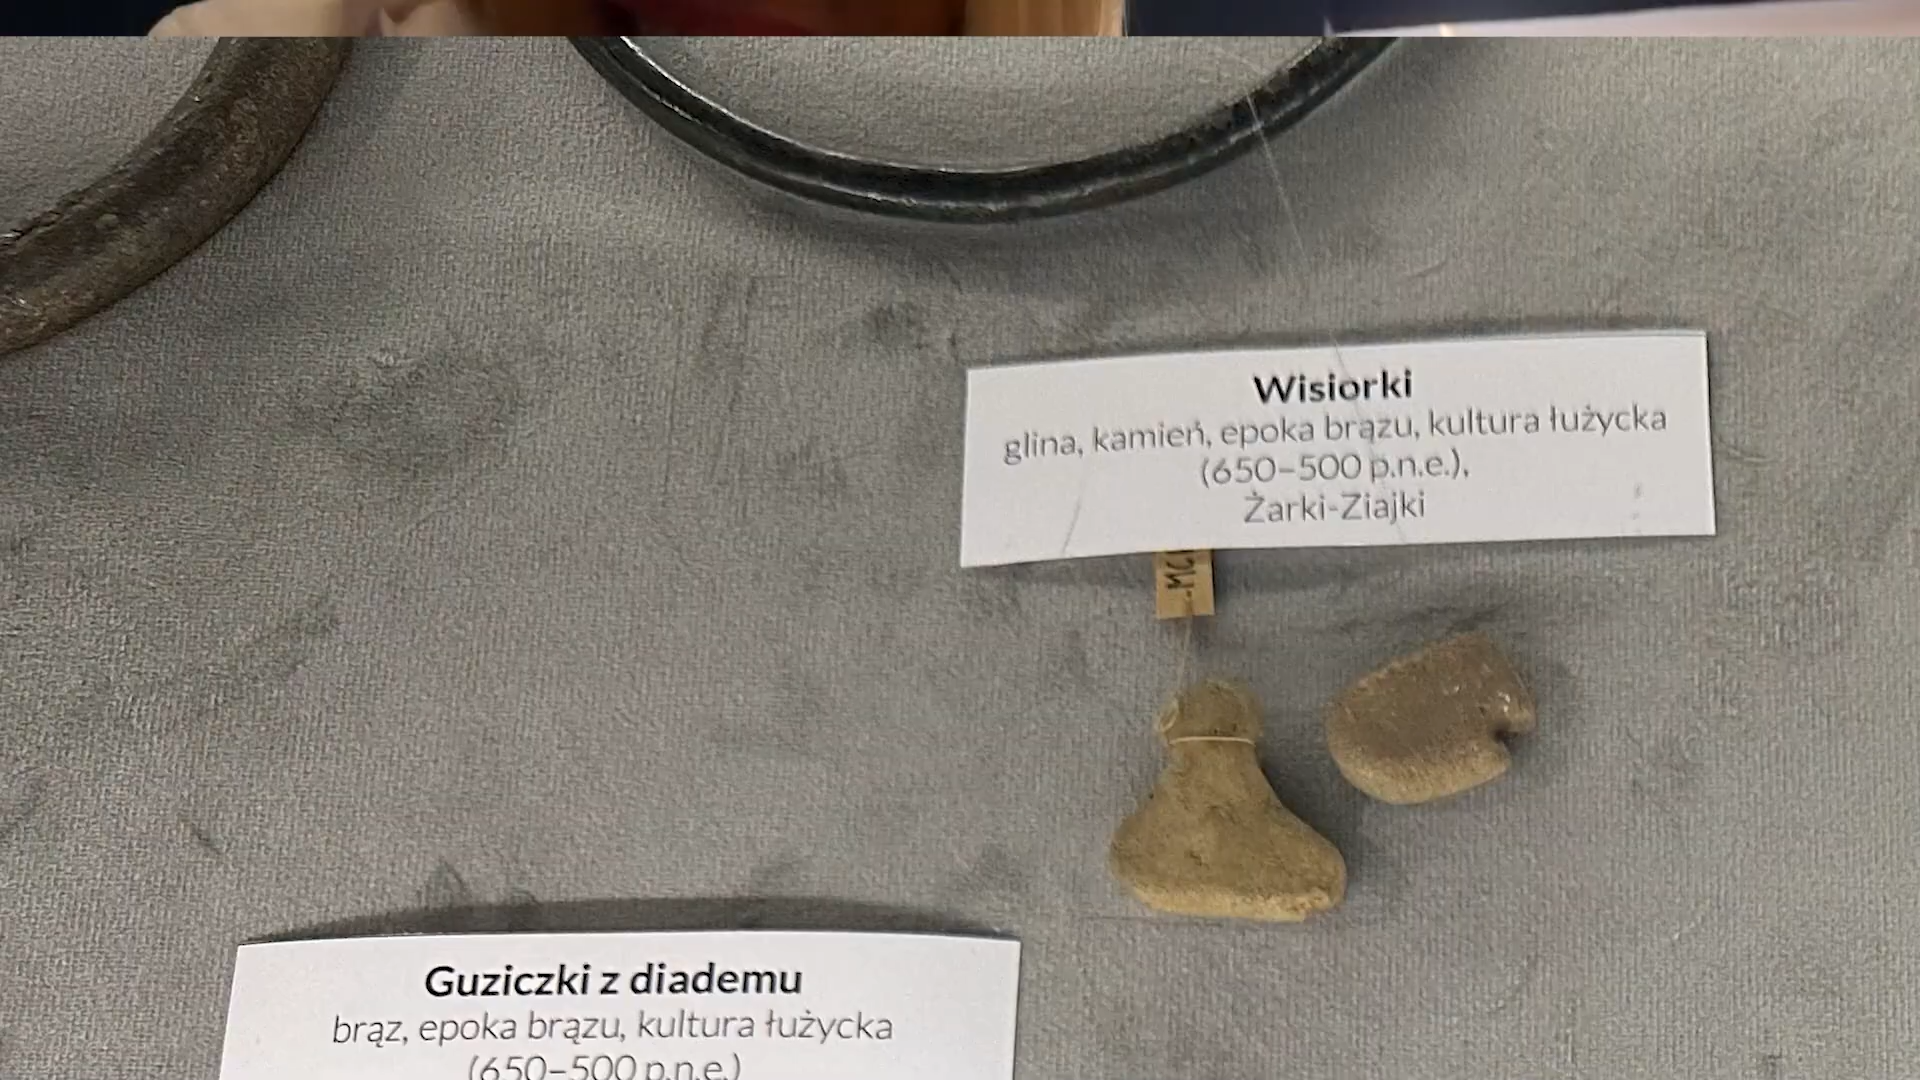 Wisiorki
glina, kamień, epoka brązu, kultura łużycka
(650–500 p.n.e.),
Żarki-Ziajki
Guziczki z diademu
brąz, epoka brązu, kultura łużycka
(650–500 p.n.e.)